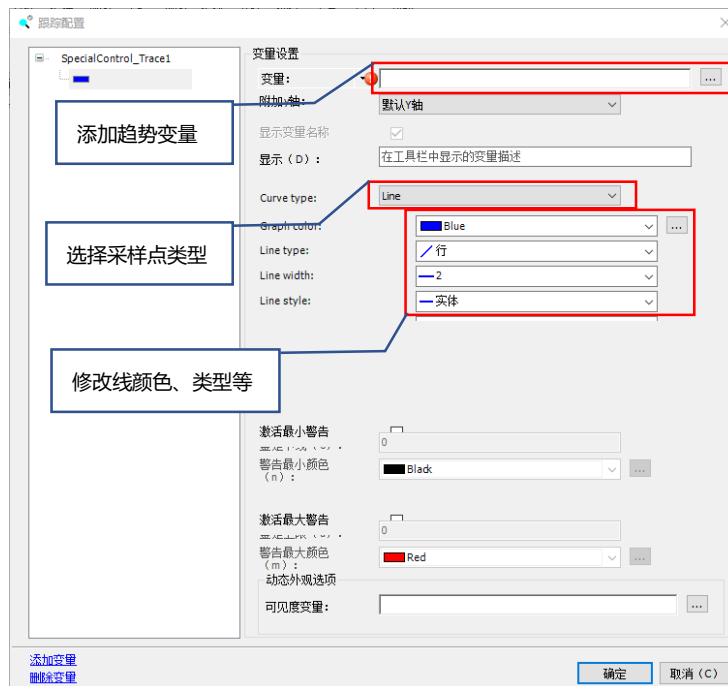 跟踪配置
SpecialControl_Trace1
变量设置
变量:
...
附加y轴:
默认Y轴
显示变量名称
显示(D):
在工具栏中显示的变量描述
Curve type:
Line
Graph color:
Blue
...
Line type:
行
Line width:
2
Line style:
实体
添加趋势变量
选择采样点类型
修改线颜色、类型等
激活最小警告
0
警告最小颜色
(n):
Black
...
激活最大警告
0
警告最大颜色
(m):
Red
...
动态外观选项
可见度变量:
...
添加变量
删除变量
确定
取消(C)